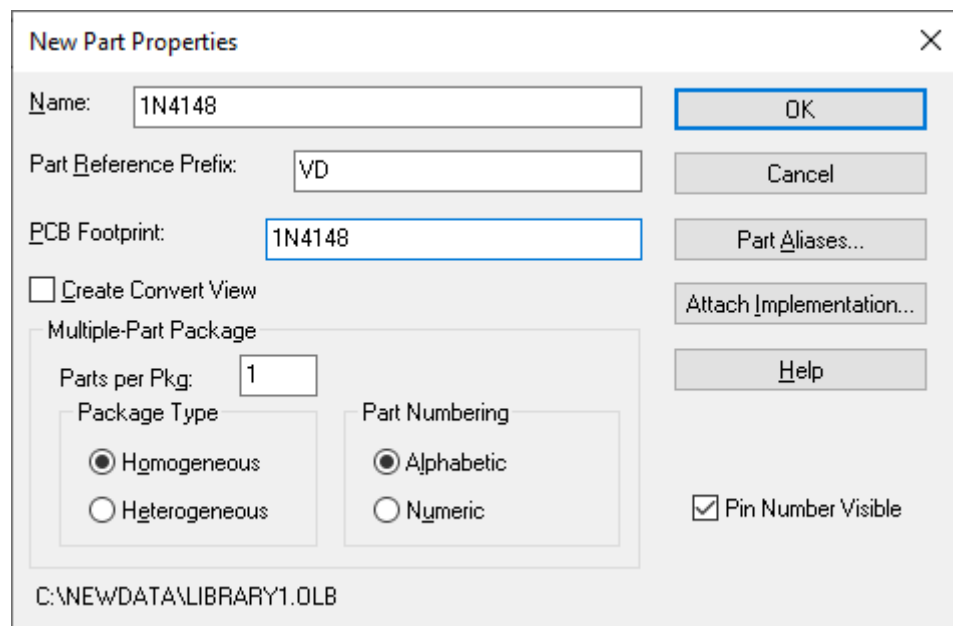 New Part Properties
Name: 1N4148
OK
Part Reference Prefix: VD
Cancel
PCB Footprint: 1N4148
Part Aliases...
Create Convert View
Attach Implementation...
Multiple-Part Package
Parts per Pkg: 1
Help
Package Type
Part Numbering
Homogeneous
Alphabetic
Heterogeneous
Numeric
Pin Number Visible
C:\NEWDATA\LIBRARY1.OLB